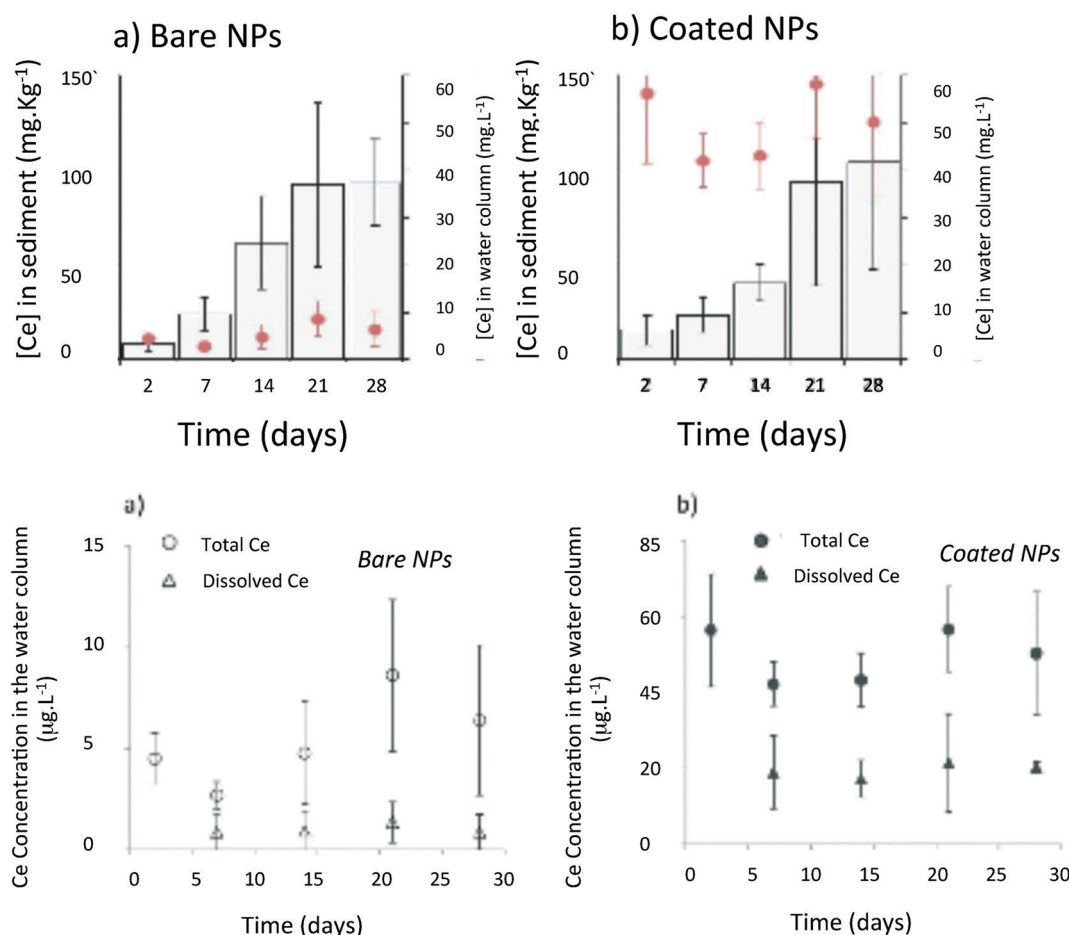 a) Bare NPs
[Ce] in sediment (mg.Kg-1)
150`
100
50
0
60
50
40
30
20
10
0
[Ce] in water column (mg.L-1)
2 7 14 21 28
Time (days)
b) Coated NPs
[Ce] in sediment (mg.Kg-1)
150`
100
50
0
60
50
40
30
20
10
0
[Ce] in water column (mg.L-1)
2 7 14 21 28
Time (days)
a)
Ce Concentration in the water column
(μg.L-1)
15
10
5
0
Total Ce
Dissolved Ce
Bare NPs
0 5 10 15 20 25 30
Time (days)
b)
Ce Concentration in the water column
(μg.L-1)
85
60
45
20
0
Total Ce
Dissolved Ce
Coated NPs
0 5 10 15 20 25 30
Time (days)